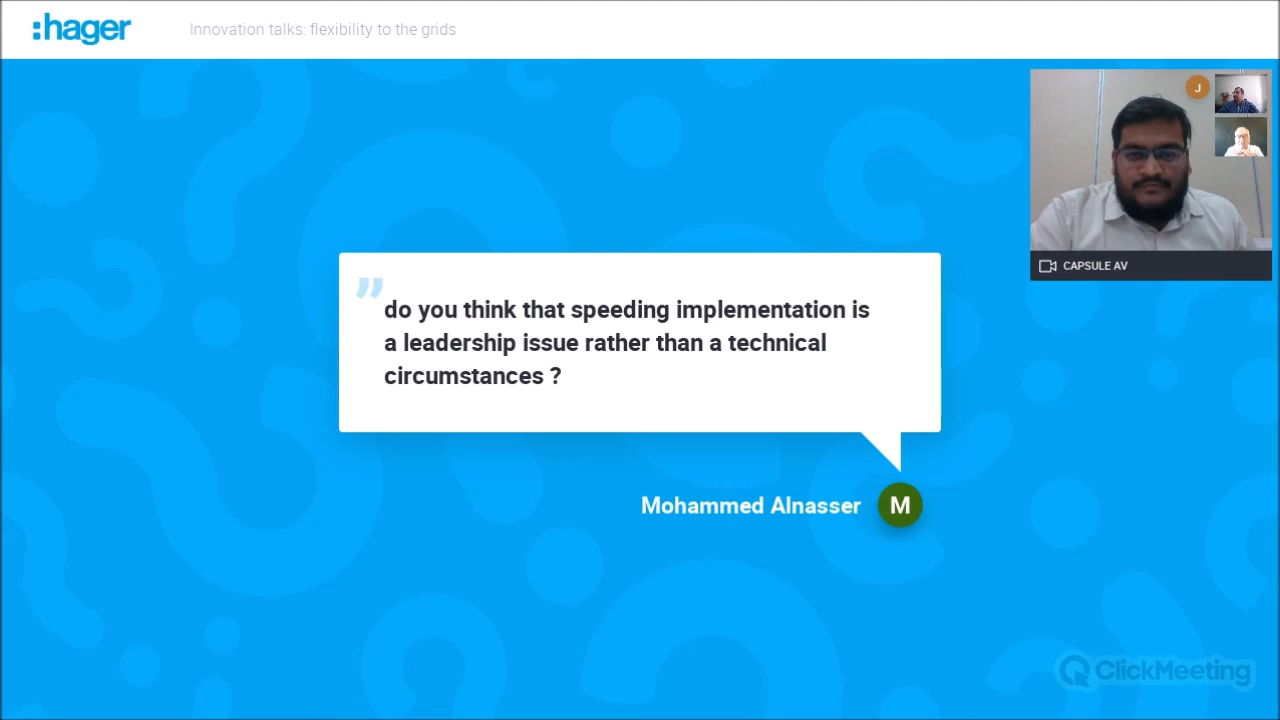 :hager
Innovation talks: flexibility to the grids
J
CAPSULE AV
”
do you think that speeding implementation is
a leadership issue rather than a technical
circumstances ?
Mohammed Alnasser
M
ClickMeeting